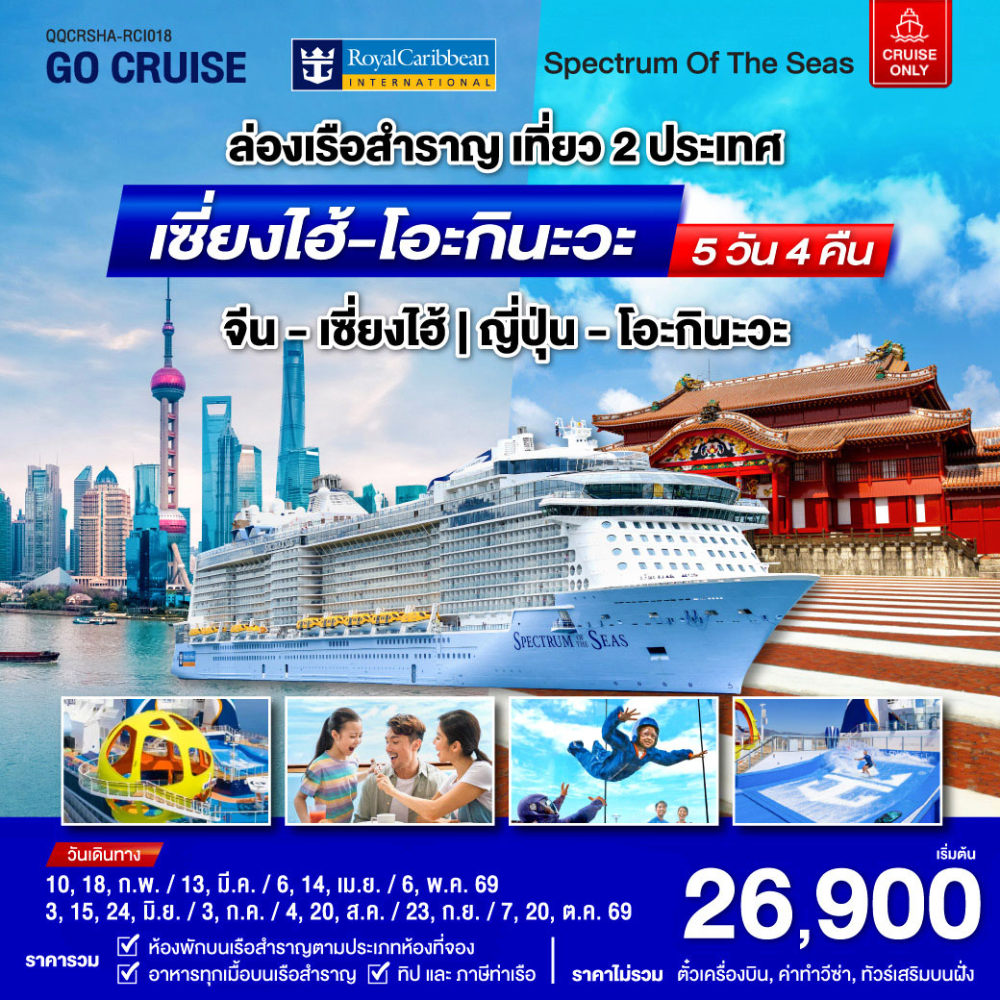 QQCRSHA-RCI018
GO CRUISE
RoyalCaribbean
INTERNATIONAL
Spectrum Of The Seas
CRUISE
ONLY
ล่องเรือสำราญ เที่ยว 2 ประเทศ
เซี่ยงไฮ้-โอะกินะวะ
5 วัน 4 คืน
จีน - เซี่ยงไฮ้ | ญี่ปุ่น - โอะกินะวะ
SPECTRUM OF THE SEAS
วันเดินทาง
10, 18, ก.พ. / 13, มี.ค. / 6, 14, เม.ย. / 6, พ.ค. 69
3, 15, 24, มิ.ย. / 3, ก.ค. / 4, 20, ส.ค. / 23, ก.ย. / 7, 20, ต.ค. 69
เริ่มต้น
26,900
ราคารวม
ห้องพักบนเรือสำราญตามประเภทห้องที่จอง
อาหารทุกมื้อบนเรือสำราญ ทิป และ ภาษีท่าเรือ
ราคาไม่รวม ตั๋วเครื่องบิน, ค่าทำวีซ่า, ทัวร์เสริมบนฝั่ง